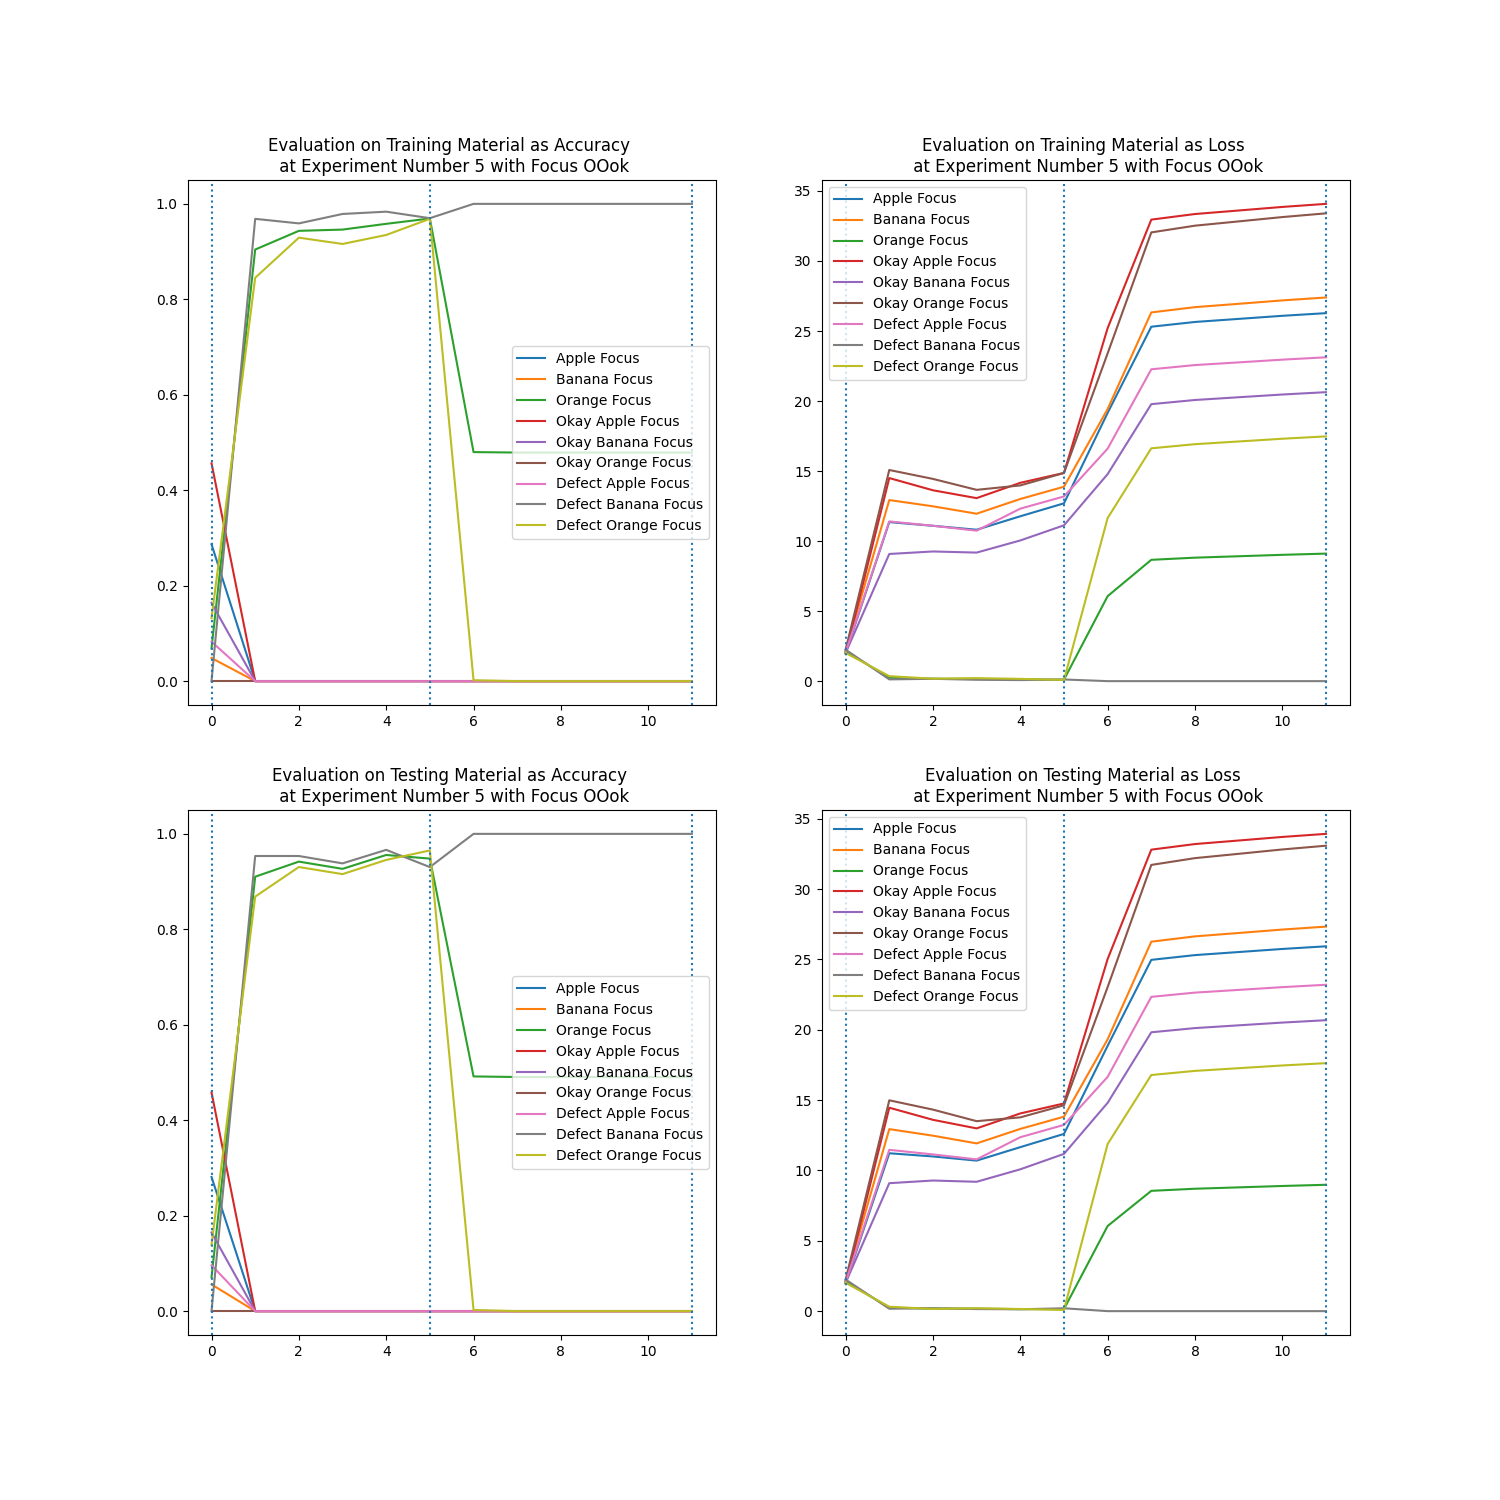 Evaluation on Training Material as Accuracy
at Experiment Number 5 with Focus OOok
1.0
0.8
0.6
0.4
0.2
0.0
0 2 4 6 8 10
Apple Focus
Banana Focus
Orange Focus
Okay Apple Focus
Okay Banana Focus
Okay Orange Focus
Defect Apple Focus
Defect Banana Focus
Defect Orange Focus
Evaluation on Training Material as Loss
at Experiment Number 5 with Focus OOok
35
30
25
20
15
10
5
0
0 2 4 6 8 10
Apple Focus
Banana Focus
Orange Focus
Okay Apple Focus
Okay Banana Focus
Okay Orange Focus
Defect Apple Focus
Defect Banana Focus
Defect Orange Focus
Evaluation on Testing Material as Accuracy
at Experiment Number 5 with Focus OOok
1.0
0.8
0.6
0.4
0.2
0.0
0 2 4 6 8 10
Apple Focus
Banana Focus
Orange Focus
Okay Apple Focus
Okay Banana Focus
Okay Orange Focus
Defect Apple Focus
Defect Banana Focus
Defect Orange Focus
Evaluation on Testing Material as Loss
at Experiment Number 5 with Focus OOok
35
30
25
20
15
10
5
0
0 2 4 6 8 10
Apple Focus
Banana Focus
Orange Focus
Okay Apple Focus
Okay Banana Focus
Okay Orange Focus
Defect Apple Focus
Defect Banana Focus
Defect Orange Focus